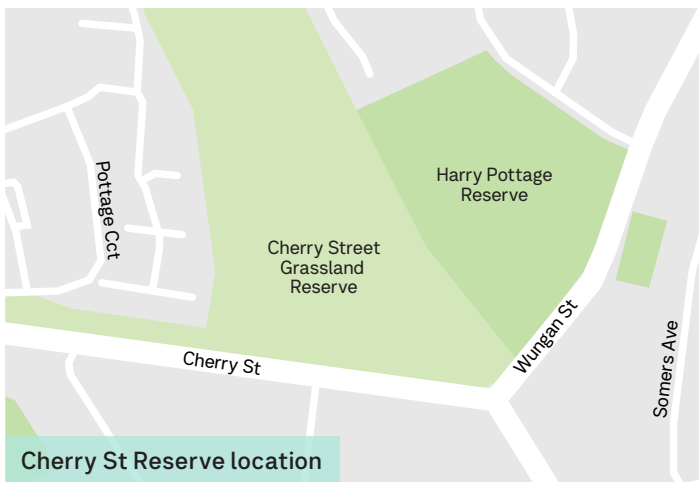 Harry Pottage
Reserve
Pottage Cct
Cherry Street
Grassland
Reserve
Wungan St
Somers Ave
Cherry St
Cherry St Reserve location